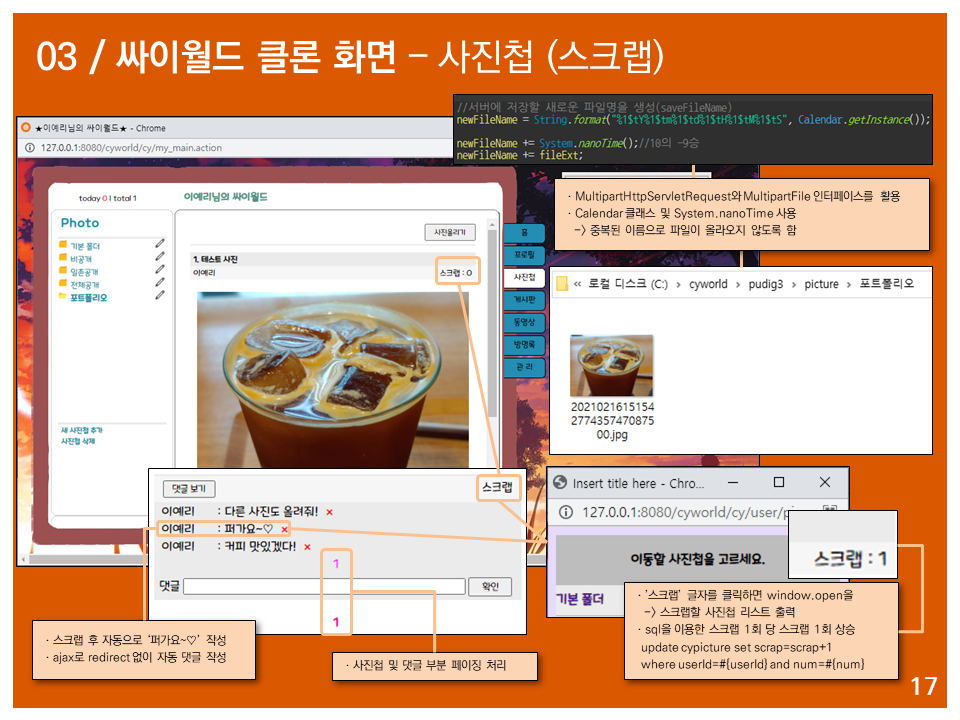 03 / 싸이월드 클론 화면 – 사진첩 (스크랩)
//서버에 저장할 새로운 파일명을 생성(saveFileName)
newFileName = String.format("%1$tY%1$tm%1$td%1$tH%1$tM%1$tS", Calendar.getInstance());
newFileName += System.nanoTime();//10의 -9승
newFileName += fileExt;
★이예리님의 싸이월드★ - Chrome
127.0.0.1:8080/cyworld/cy/my_main.action
today 0 l total 1
이예리님의 싸이월드
Photo
기본 폴더
비공개
일촌공개
전체공개
포트폴리오
새 사진첩 추가
사진첩 삭제
사진올리기
1. 테스트 사진
이예리
스크랩 : 0
홈
프로필
사진첩
게시판
동영상
방명록
관 리
· MultipartHttpServletRequest와 MultipartFile 인터페이스를 활용
· Calendar 클래스 및 System.nanoTime 사용
-> 중복된 이름으로 파일이 올라오지 않도록 함
« 로컬 디스크 (C:) › cyworld › pudig3 › picture › 포트폴리오
2021021615154
2774357470875
00.jpg
댓글 보기
스크랩
이예리 : 다른 사진도 올려줘! ×
이예리 : 퍼가요~♡ ×
이예리 : 커피 맛있겠다! ×
1
댓글
확인
1
Insert title here - Chro...
127.0.0.1:8080/cyworld/cy/user/p
이동할 사진첩을 고르세요.
기본 폴더
스크랩 : 1
· '스크랩' 글자를 클릭하면 window.open을
-> 스크랩할 사진첩 리스트 출력
· sql을 이용한 스크랩 1회 당 스크랩 1회 상승
update cypicture set scrap=scrap+1
where userId=#{userId} and num=#{num}
· 스크랩 후 자동으로 '퍼가요~♡' 작성
· ajax로 redirect 없이 자동 댓글 작성
· 사진첩 및 댓글 부분 페이징 처리
17